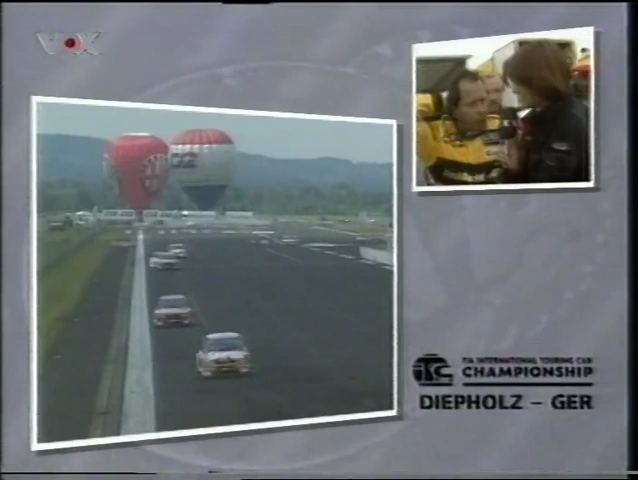 VOX
ITC
FIA INTERNATIONAL TOURING CAR
CHAMPIONSHIP
DIEPHOLZ - GER